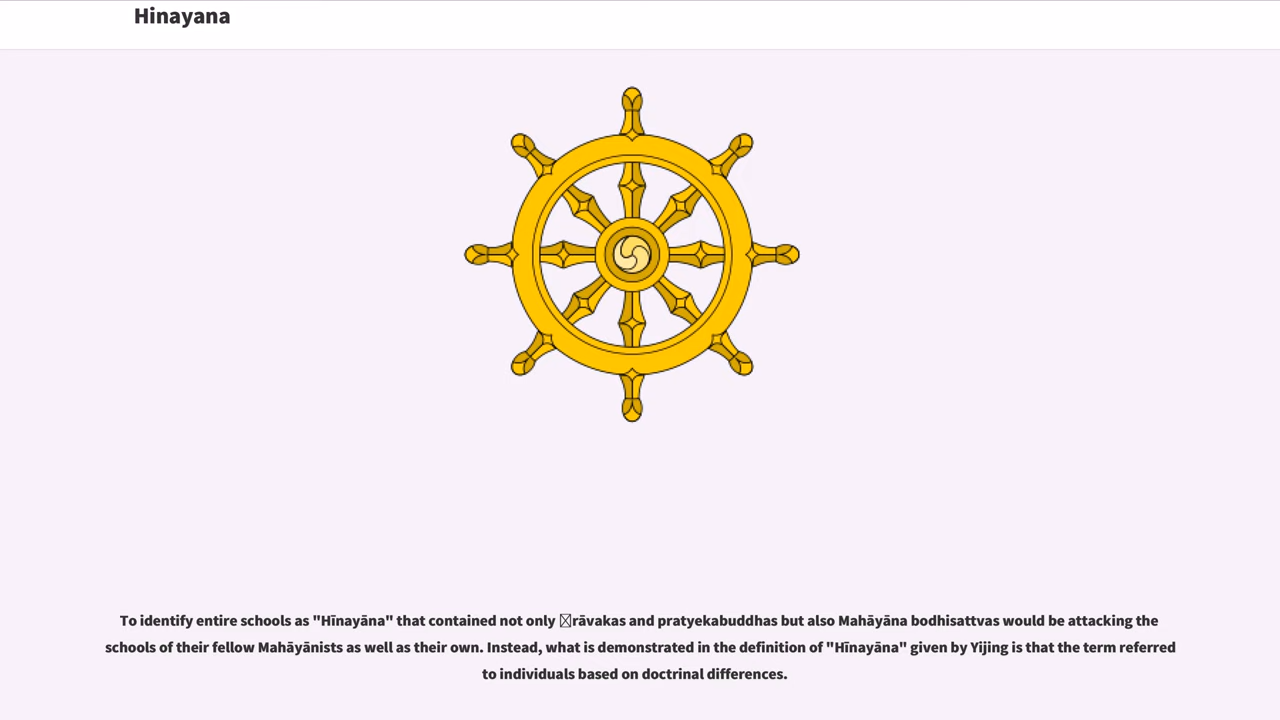 Hinayana
To identify entire schools as "Hīnayāna" that contained not only rāvakas and pratyekabuddhas but also Mahāyāna bodhisattvas would be attacking the
schools of their fellow Mahāyānists as well as their own. Instead, what is demonstrated in the definition of "Hīnayāna" given by Yijing is that the term referred
to individuals based on doctrinal differences.